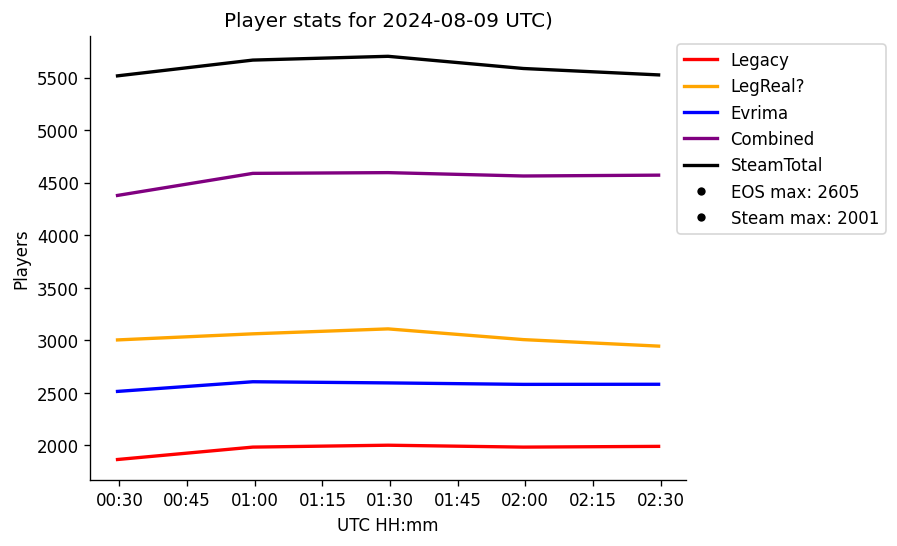 Player stats for 2024-08-09 UTC)
Legacy
LegReal?
Evrima
Combined
SteamTotal
EOS max: 2605
Steam max: 2001
Players
5500
5000
4500
4000
3500
3000
2500
2000
00:30 00:45 01:00 01:15 01:30 01:45 02:00 02:15 02:30
UTC HH:mm